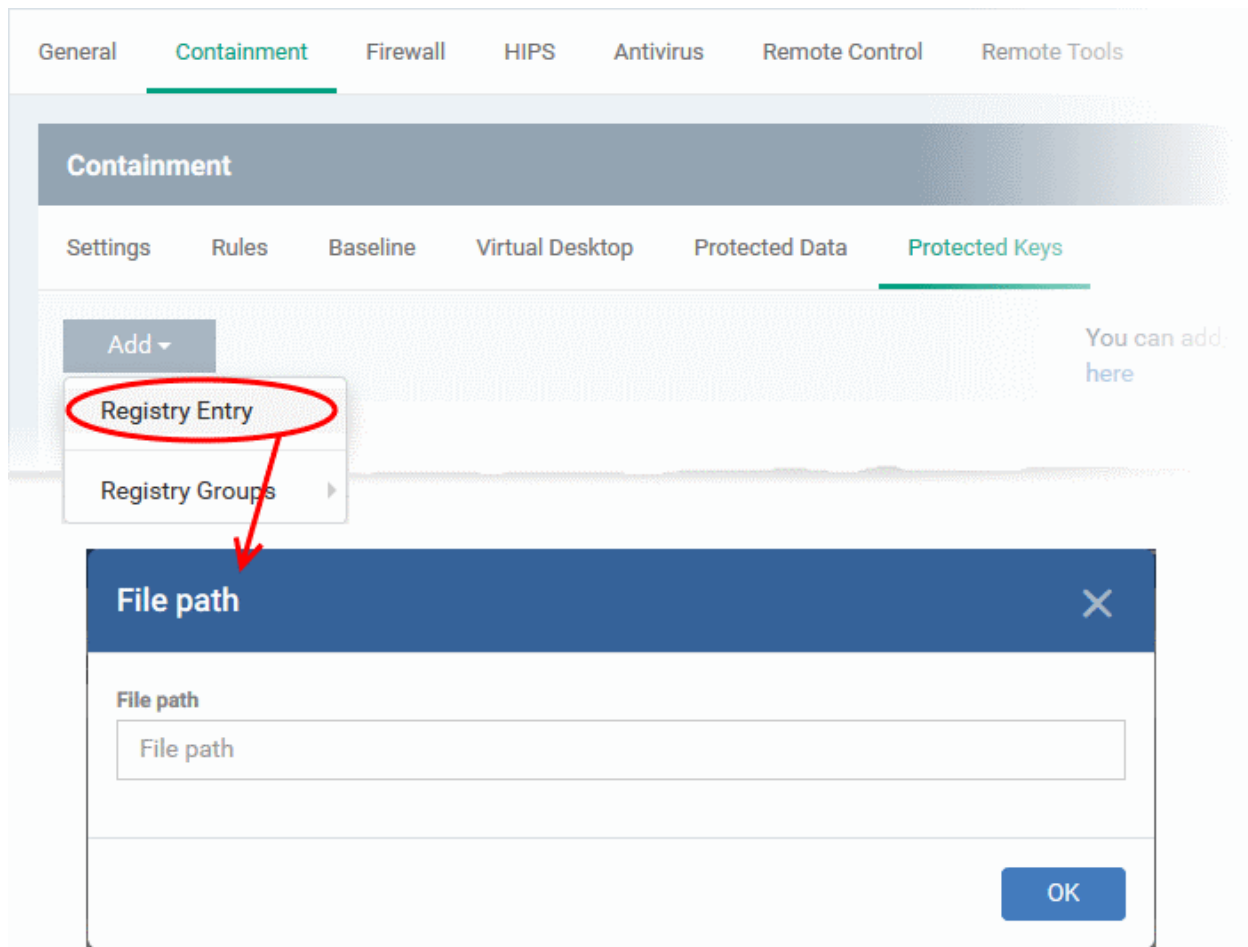 General Containment Firewall HIPS Antivirus Remote Control Remote Tools
Containment
Settings Rules Baseline Virtual Desktop Protected Data Protected Keys
Add
You can add
here
Registry Entry
Registry Groups
File path
File path
File path
OK